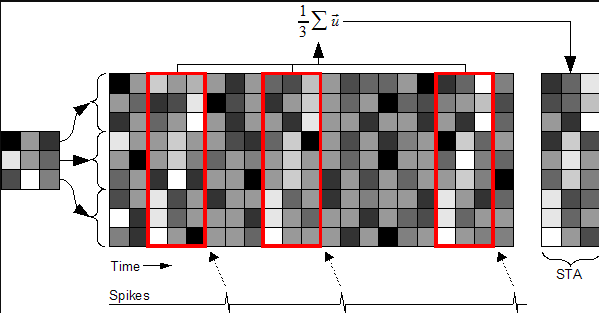 1/3 ∑ u⃗
Time
STA
Spikes